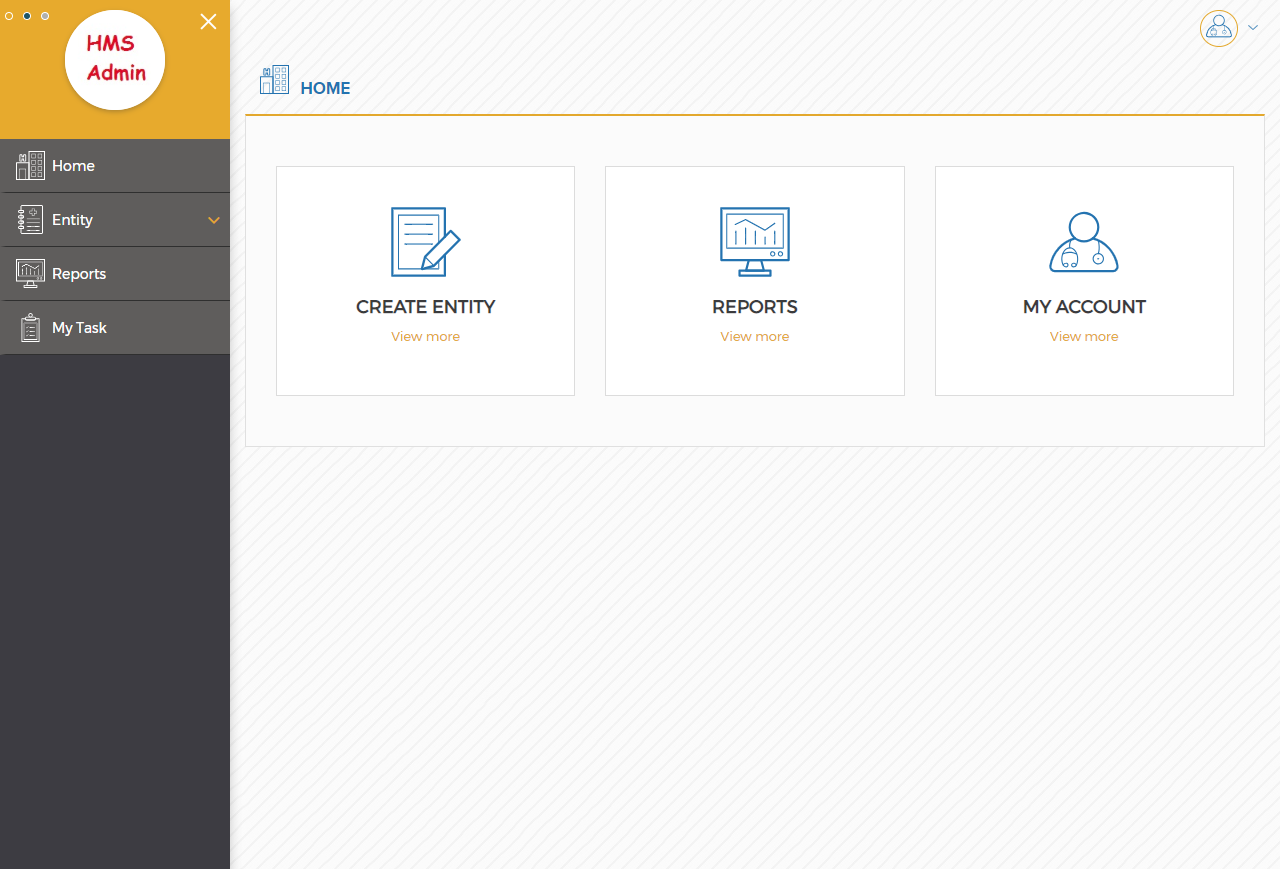 HMS
Admin
Home
Entity
Reports
My Task
HOME
CREATE ENTITY
View more
REPORTS
View more
MY ACCOUNT
View more